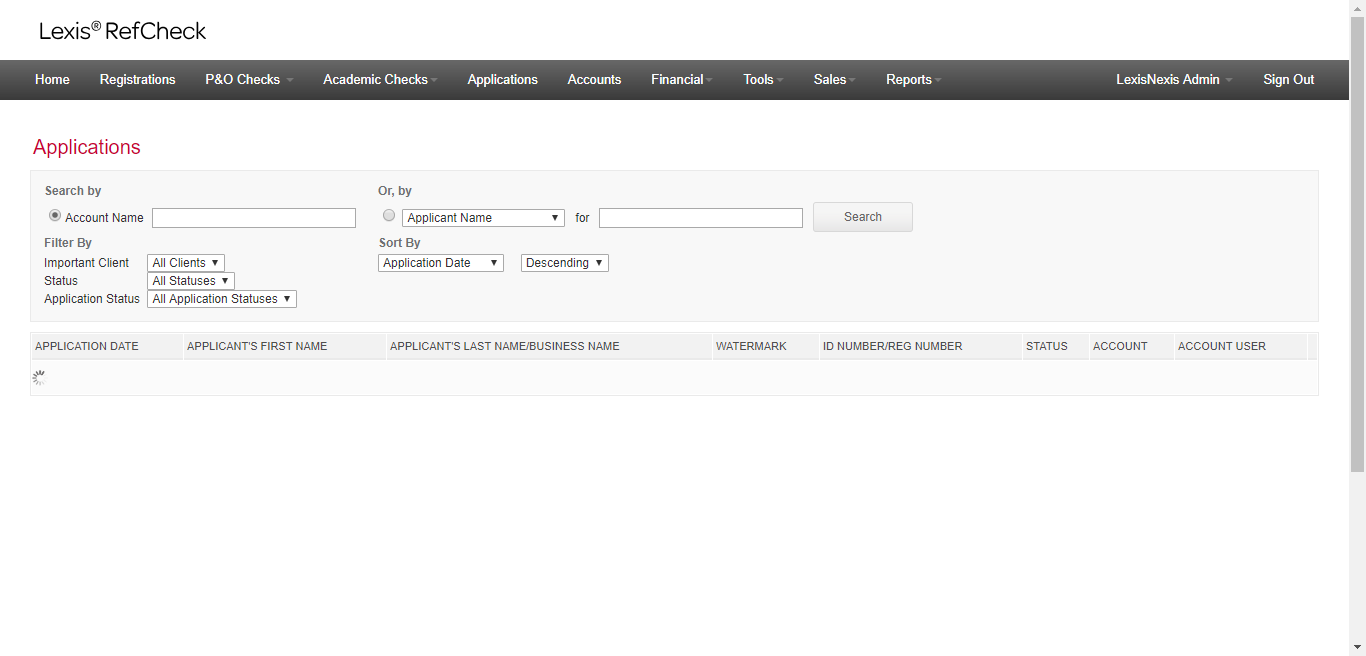 Lexis® RefCheck
Home Registrations P&O Checks Academic Checks Applications Accounts Financial Tools Sales Reports LexisNexis Admin Sign Out
Applications
Search by Or, by
Account Name Applicant Name for Search
Filter By Sort By
Important Client All Clients Application Date Descending
Status All Statuses
Application Status All Application Statuses
APPLICATION DATE APPLICANT'S FIRST NAME APPLICANT'S LAST NAME/BUSINESS NAME WATERMARK ID NUMBER/REG NUMBER STATUS ACCOUNT ACCOUNT USER